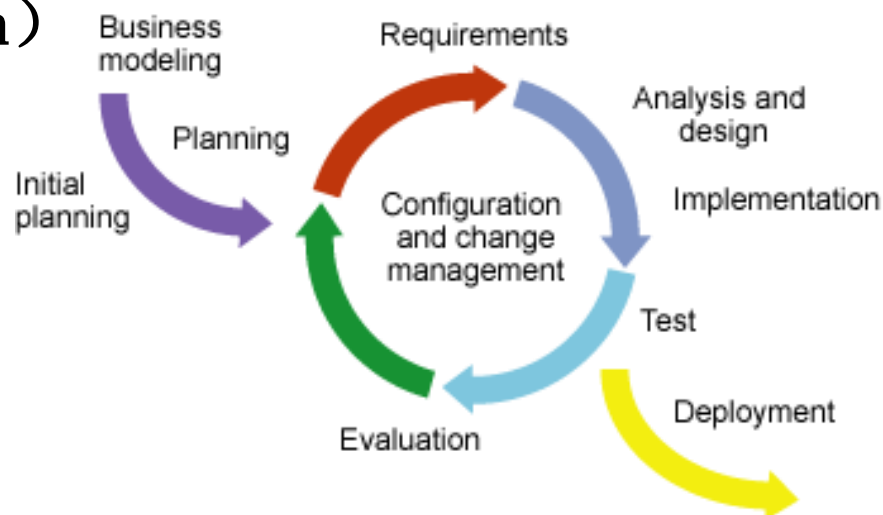 Business
modeling
Requirements
Planning
Initial
planning
Analysis and
design
Implementation
Configuration
and change
management
Test
Evaluation
Deployment